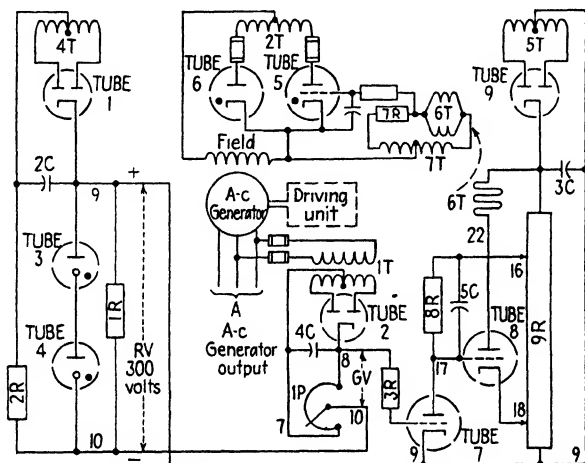 4T
TUBE
1
2C
9
+
TUBE
3
TUBE
4
1R
2R
RV
300
volts
10
−
2T
TUBE
6
TUBE
5
Field
7R
6T
7T
A-c
Generator
Driving
unit
1T
A
A-c
Generator
output
TUBE
2
4C
8
GV
1P
10
7
3R
5T
TUBE
9
3C
6T
22
16
8R
5C
TUBE
8
9R
17
18
TUBE
7
9
9